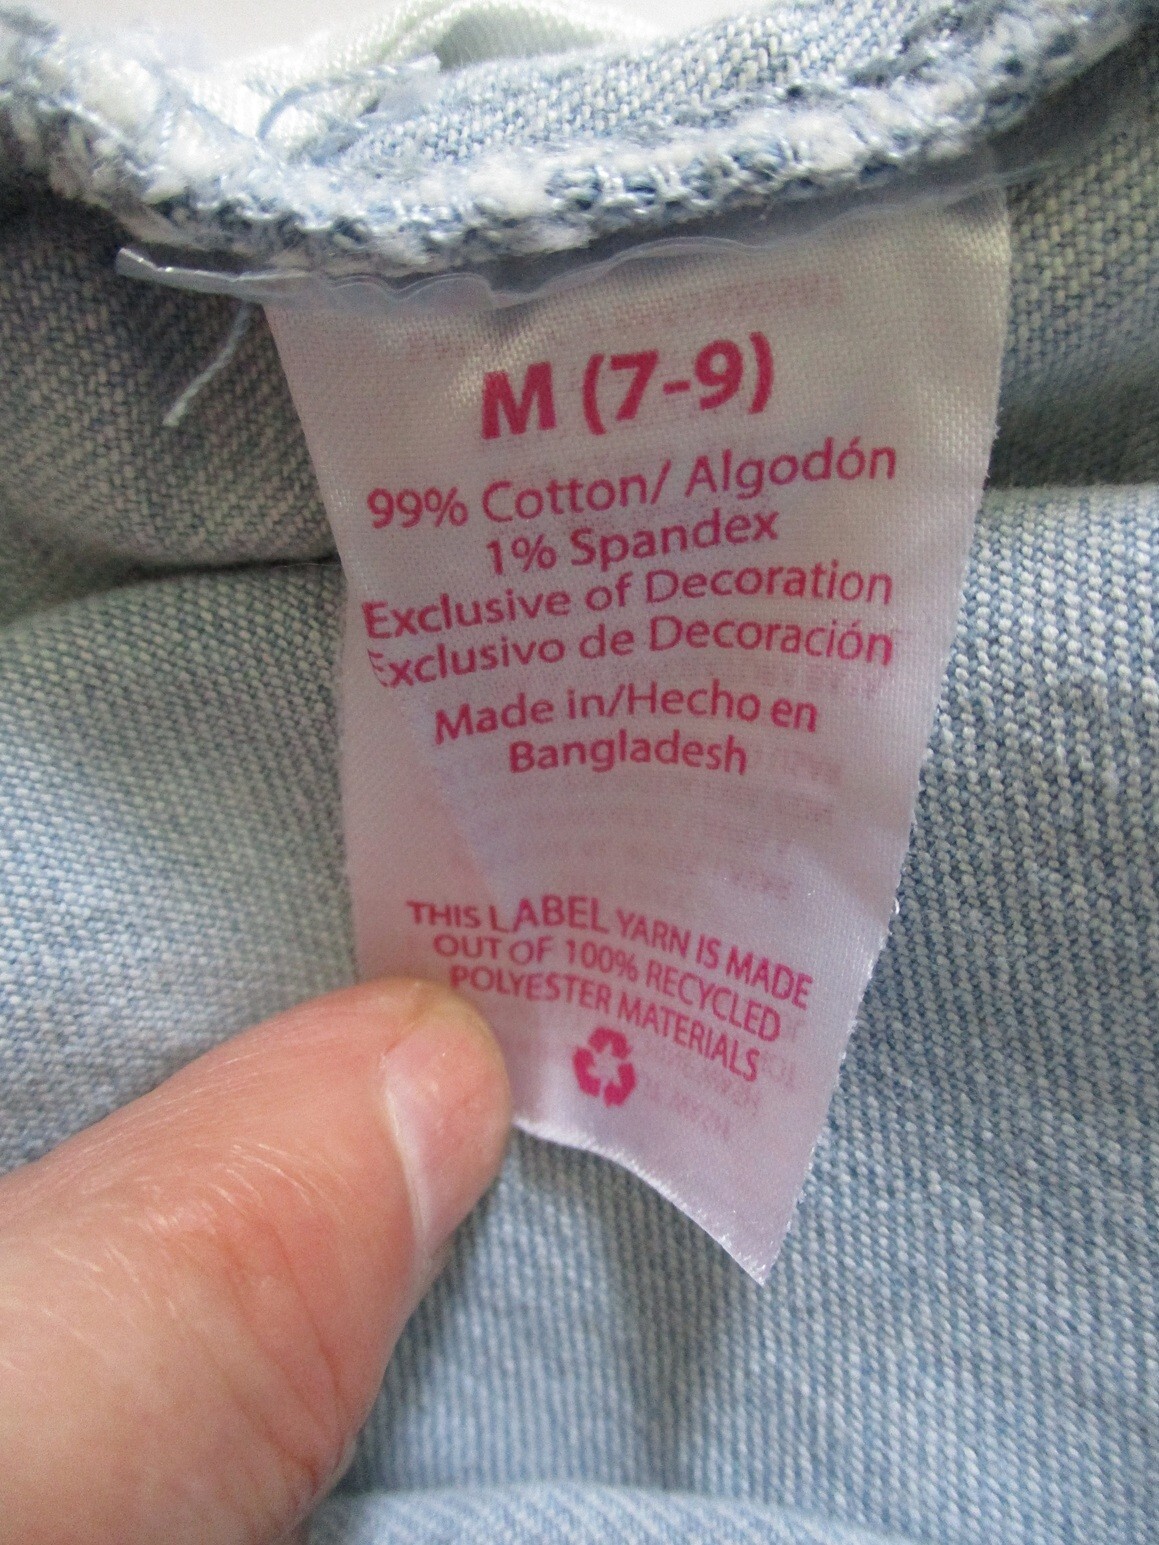 M (7-9)
99% Cotton/ Algodón
1% Spandex
Exclusive of Decoration
Exclusivo de Decoración
Made in/Hecho en
Bangladesh
THIS LABEL YARN IS MADE
OUT OF 100% RECYCLED
POLYESTER MATERIALS